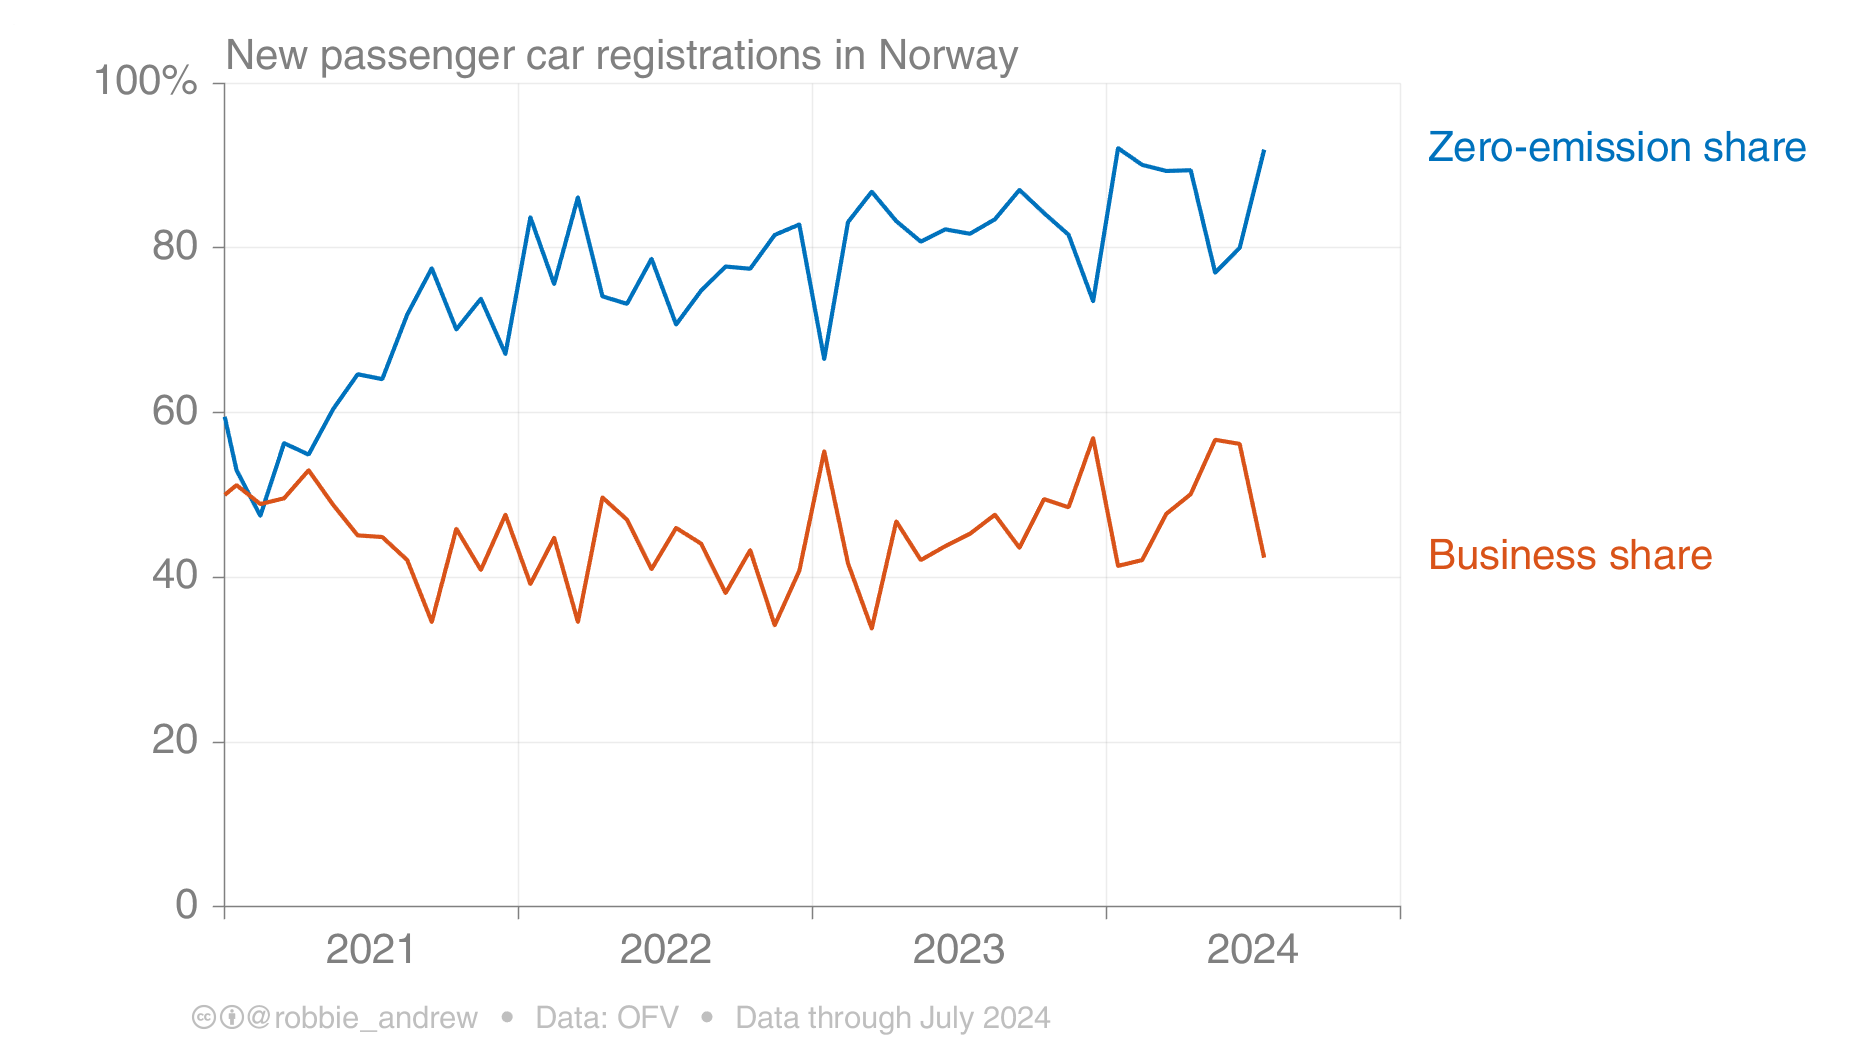 New passenger car registrations in Norway
100%
80
60
40
20
0
Zero-emission share
Business share
2021 2022 2023 2024
@robbie_andrew • Data: OFV • Data through July 2024